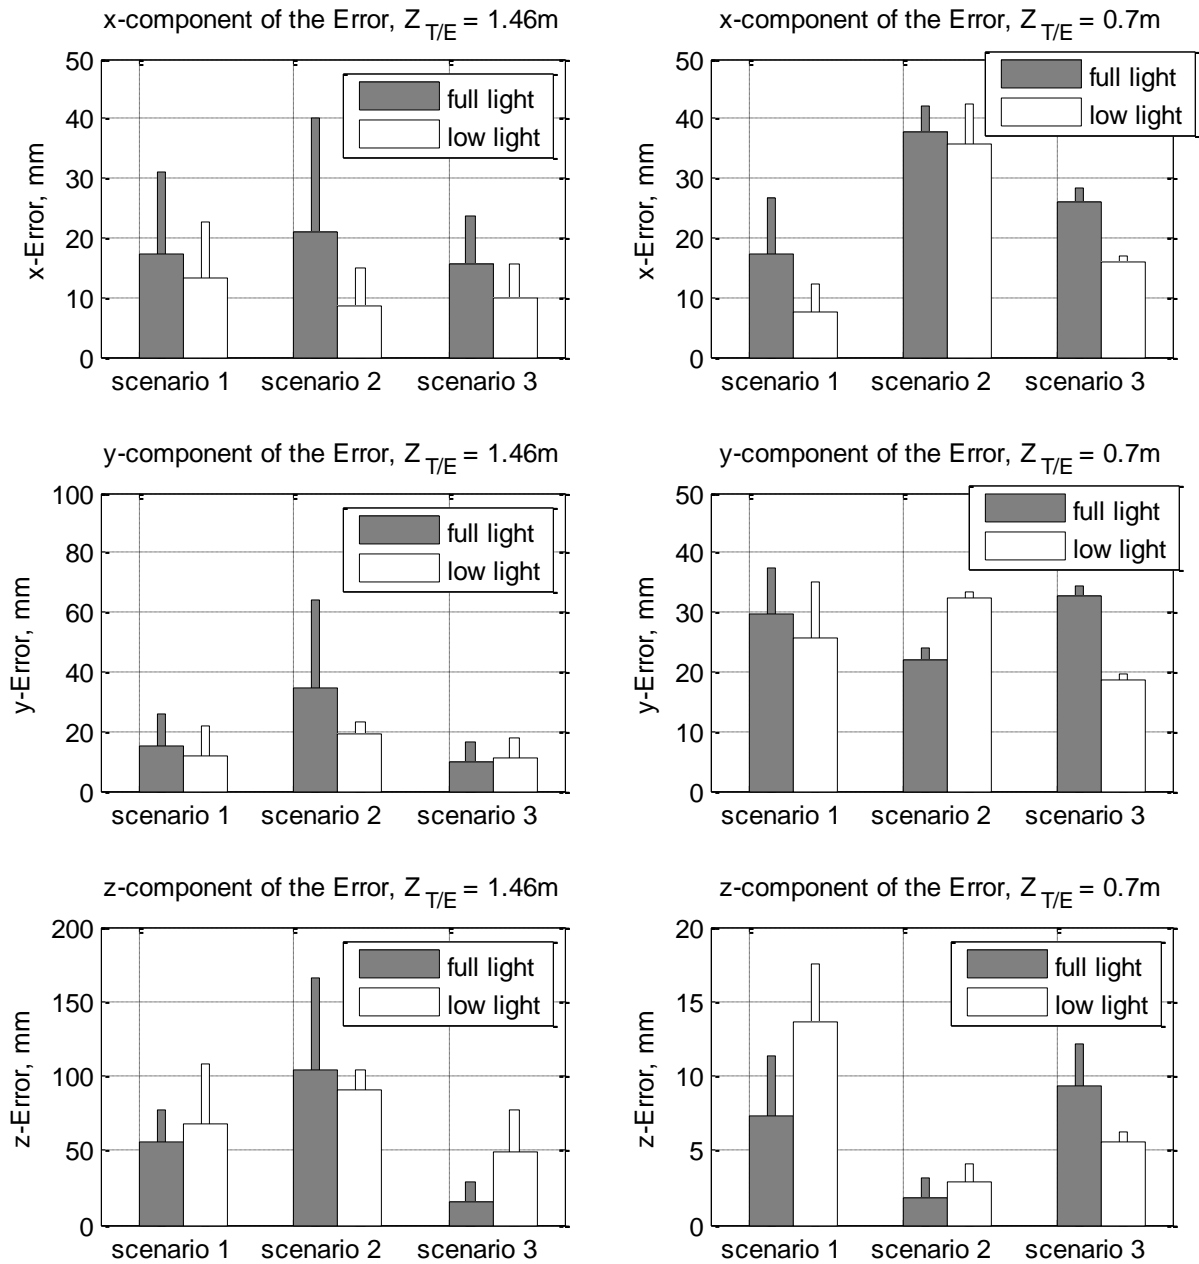 x-component of the Error, Z T/E = 1.46m
50
40
30
20
10
0
x-Error, mm
full light
low light
scenario 1 scenario 2 scenario 3
x-component of the Error, Z T/E = 0.7m
50
40
30
20
10
0
x-Error, mm
full light
low light
scenario 1 scenario 2 scenario 3
y-component of the Error, Z T/E = 1.46m
100
80
60
40
20
0
y-Error, mm
full light
low light
scenario 1 scenario 2 scenario 3
y-component of the Error, Z T/E = 0.7m
50
40
30
20
10
0
y-Error, mm
full light
low light
scenario 1 scenario 2 scenario 3
z-component of the Error, Z T/E = 1.46m
200
150
100
50
0
z-Error, mm
full light
low light
scenario 1 scenario 2 scenario 3
z-component of the Error, Z T/E = 0.7m
20
15
10
5
0
z-Error, mm
full light
low light
scenario 1 scenario 2 scenario 3